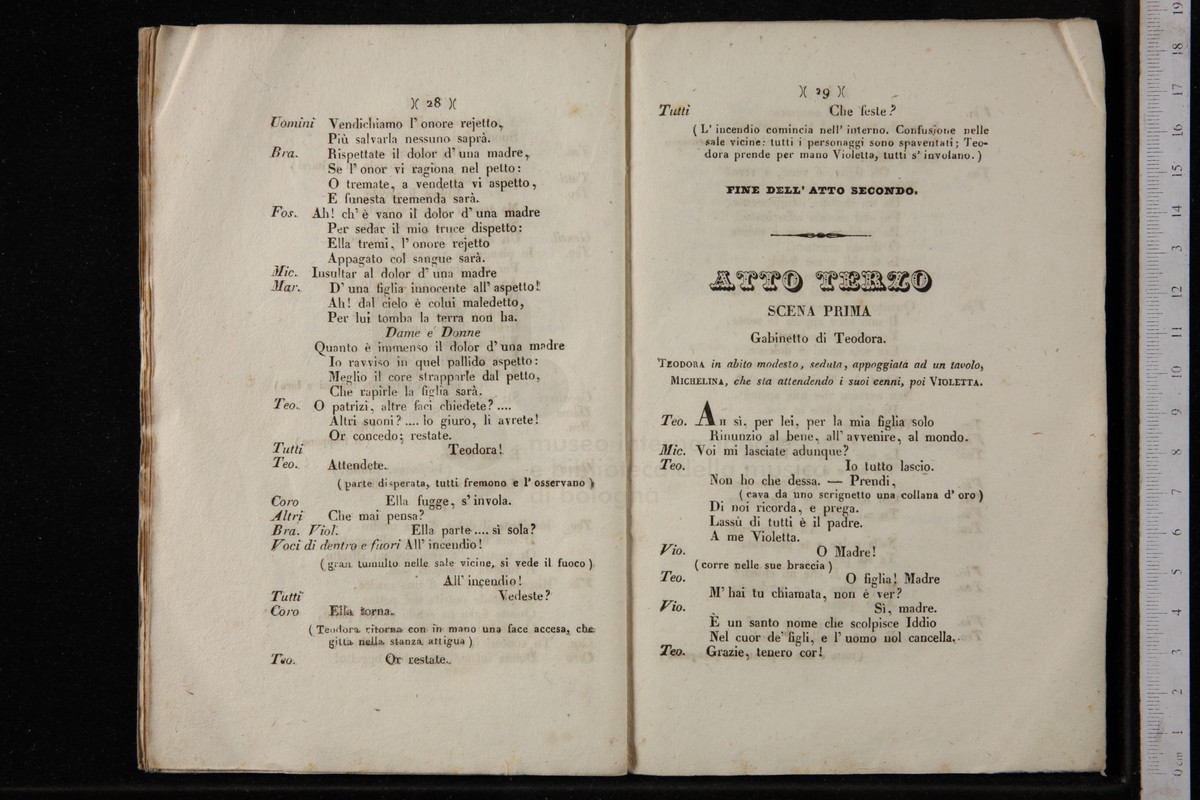 )( 28 )(
Uomini Vendichiamo l' onore rejetto,
Più salvarla nessuno saprà.
Bra. Rispettate il dolor d' una madre,
Se l' onor vi ragiona nel petto:
O tremate, a vendetta vi aspetto,
E funesta tremenda sarà.
Fos. Ah! ch' è vano il dolor d' una madre
Per sedar il mio truce dispetto:
Ella tremi, l' onore rejetto
Appagato col sangue sarà.
Mic. Insultar al dolor d' una madre
Mar. D' una figlia innocente all' aspetto!
Ah! dal cielo è colui maledetto,
Per lui tomba la terra non ha.
Dame e Donne
Quanto è immenso il dolor d' una madre
Io ravviso in quel pallido aspetto:
Meglio il core strapparle dal petto,
Che rapirle la figlia sarà.
Teo. O patrizi, altre faci chiedete? ....
Altri suoni? .... Io giuro, li avrete!
Or concedo; restate.
Tutti Teodora!
Teo. Attendete.
( parte disperata, tutti fremono e l' osservano )
Coro Ella fugge, s' invola.
Altri Che mai pensa?
Bra. Viol. Ella parte .... sì sola?
Voci di dentro e fuori All' incendio!
( gran tumulto nelle sale vicine, si vede il fuoco )
All' incendio!
Tutti Vedeste?
Coro Ella torna.
( Teodora ritorna con in mano una face accesa, che
gitta nella stanza attigua )
Teo. Or restate.
)( 29 )(
Tutti Che feste?
( L' incendio comincia nell' interno. Confusione nelle
sale vicine: tutti i personaggi sono spaventati; Teo-
dora prende per mano Violetta, tutti s' involano. )
FINE DELL' ATTO SECONDO.
ATTO TERZO
SCENA PRIMA
Gabinetto di Teodora.
TEODORA in abito modesto, seduta, appoggiata ad un tavolo,
MICHELINA, che sta attendendo i suoi cenni, poi VIOLETTA.
Teo. AH sì, per lei, per la mia figlia solo
Rinunzio al bene, all' avvenire, al mondo.
Mic. Voi mi lasciate adunque?
Teo. Io tutto lascio.
Non ho che dessa. — Prendi,
( cava da uno scrignetto una collana d' oro )
Di noi ricorda, e prega.
Lassù di tutti è il padre.
A me Violetta.
Vio. O Madre!
( corre nelle sue braccia )
Teo. O figlia! Madre
M' hai tu chiamata, non è ver?
Vio. Sì, madre.
È un santo nome che scolpisce Iddio
Nel cuor de' figli, e l' uomo nol cancella.
Teo. Grazie, tenero cor!
museo internazionale
e biblioteca della musica
di bologna